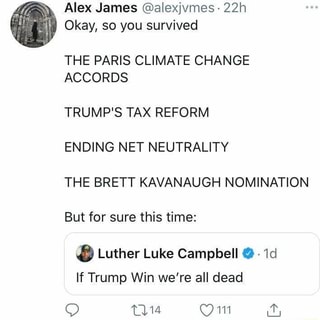 Alex James @alexjvmes · 22h
Okay, so you survived
THE PARIS CLIMATE CHANGE
ACCORDS
TRUMP'S TAX REFORM
ENDING NET NEUTRALITY
THE BRETT KAVANAUGH NOMINATION
But for sure this time:
Luther Luke Campbell · 1d
If Trump Win we're all dead
14 111